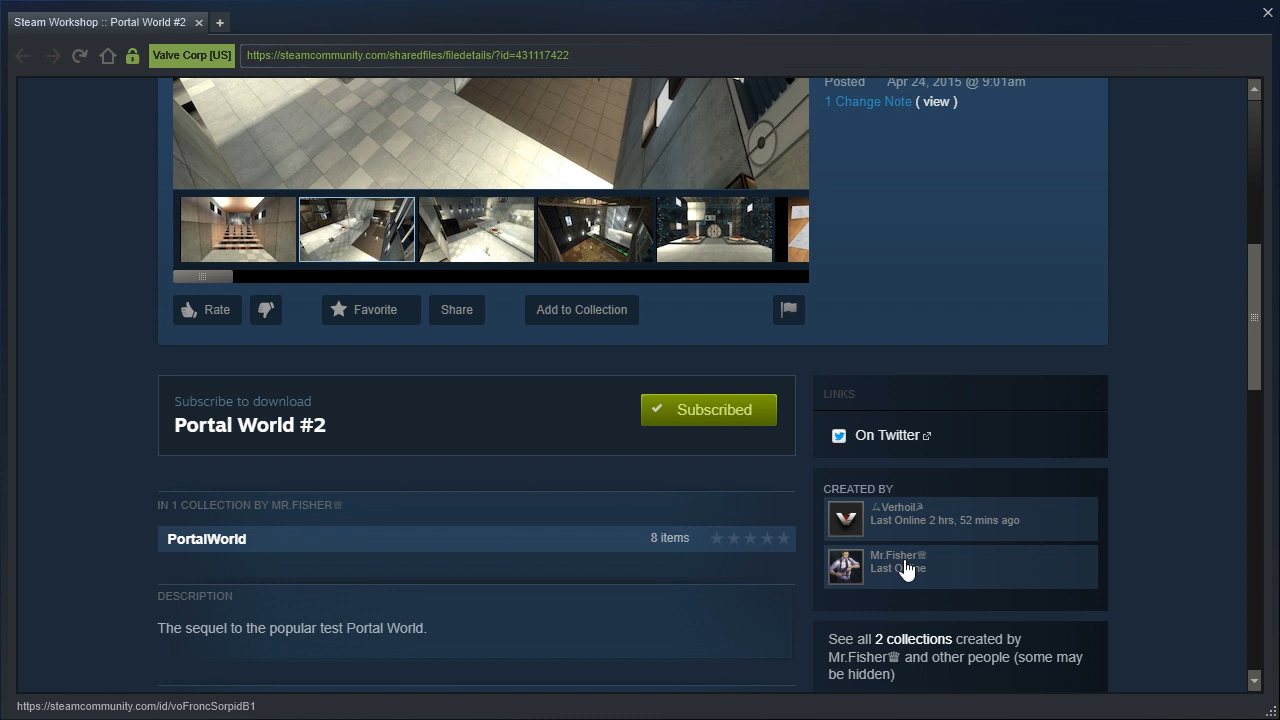 Steam Workshop :: Portal World #2
Valve Corp [US]
https://steamcommunity.com/sharedfiles/filedetails/?id=431117422
Posted Apr 24, 2015 @ 9:01am
1 Change Note ( view )
Rate
Favorite
Share
Add to Collection
Subscribe to download
Portal World #2
Subscribed
IN 1 COLLECTION BY MR.FISHER♕
PortalWorld 8 items
DESCRIPTION
The sequel to the popular test Portal World.
LINKS
On Twitter
CREATED BY
Verhoil
Last Online 2 hrs, 52 mins ago
Mr.Fisher♕
Last
See all 2 collections created by
Mr.Fisher♕ and other people (some may
be hidden)
https://steamcommunity.com/id/voFroncSorpidB1